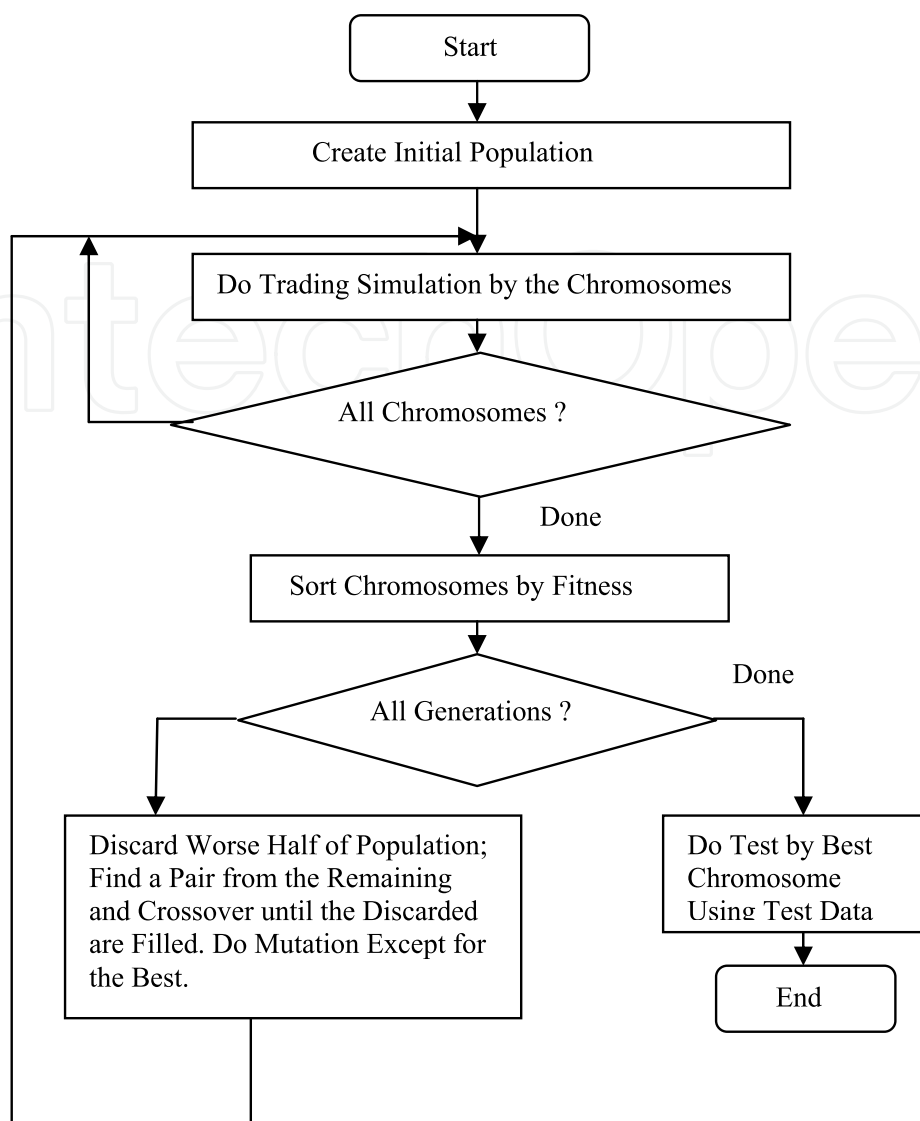 Start
Create Initial Population
Do Trading Simulation by the Chromosomes
All Chromosomes ?
Done
Sort Chromosomes by Fitness
Done
All Generations ?
Discard Worse Half of Population;
Find a Pair from the Remaining
and Crossover until the Discarded
are Filled. Do Mutation Except for
the Best.
Do Test by Best
Chromosome
Using Test Data
End